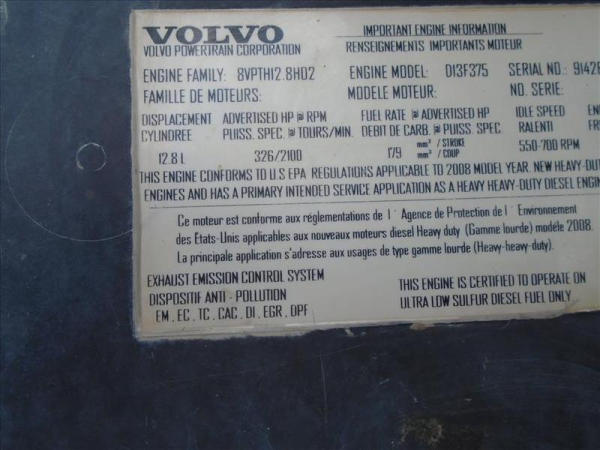 VOLVO
VOLVO POWERTRAIN CORPORATION
IMPORTANT ENGINE INFORMATION
RENSEIGNEMENTS IMPORTANTS MOTEUR
ENGINE FAMILY: 8VPTH12.8H02 ENGINE MODEL: D13F375 SERIAL NO.: 91426
FAMILLE DE MOTEURS: MODELE MOTEUR: NO. SERIE:
DISPLACEMENT ADVERTISED HP @ RPM FUEL RATE @ ADVERTISED HP IDLE SPEED
CYLINDREE PUISS. SPEC. @ TOURS/MIN. DEBIT DE CARB. @ PUISS. SPEC RALENTI
12.8 L 326/2100 179 mm³ / STROKE mm³ / COUP 550-700 RPM
THIS ENGINE CONFORMS TO U.S EPA REGULATIONS APPLICABLE TO 2008 MODEL YEAR. NEW HEAVY-DU
ENGINES AND HAS A PRIMARY INTENDED SERVICE APPLICATION AS A HEAVY HEAVY-DUTY DIESEL ENGIN
Ce moteur est conforme aux réglementations de l' Agence de Protection de l' Environnement
des États-Unis applicables aux nouveaux moteurs diesel Heavy duty (Gamme lourde) modèle 2008.
La principale application s'adresse aux usages de type gamme lourde (Heavy-heavy-duty).
EXHAUST EMISSION CONTROL SYSTEM
DISPOSITIF ANTI - POLLUTION
EM , EC , TC , CAC , DI , EGR , DPF
THIS ENGINE IS CERTIFIED TO OPERATE ON
ULTRA LOW SULFUR DIESEL FUEL ONLY